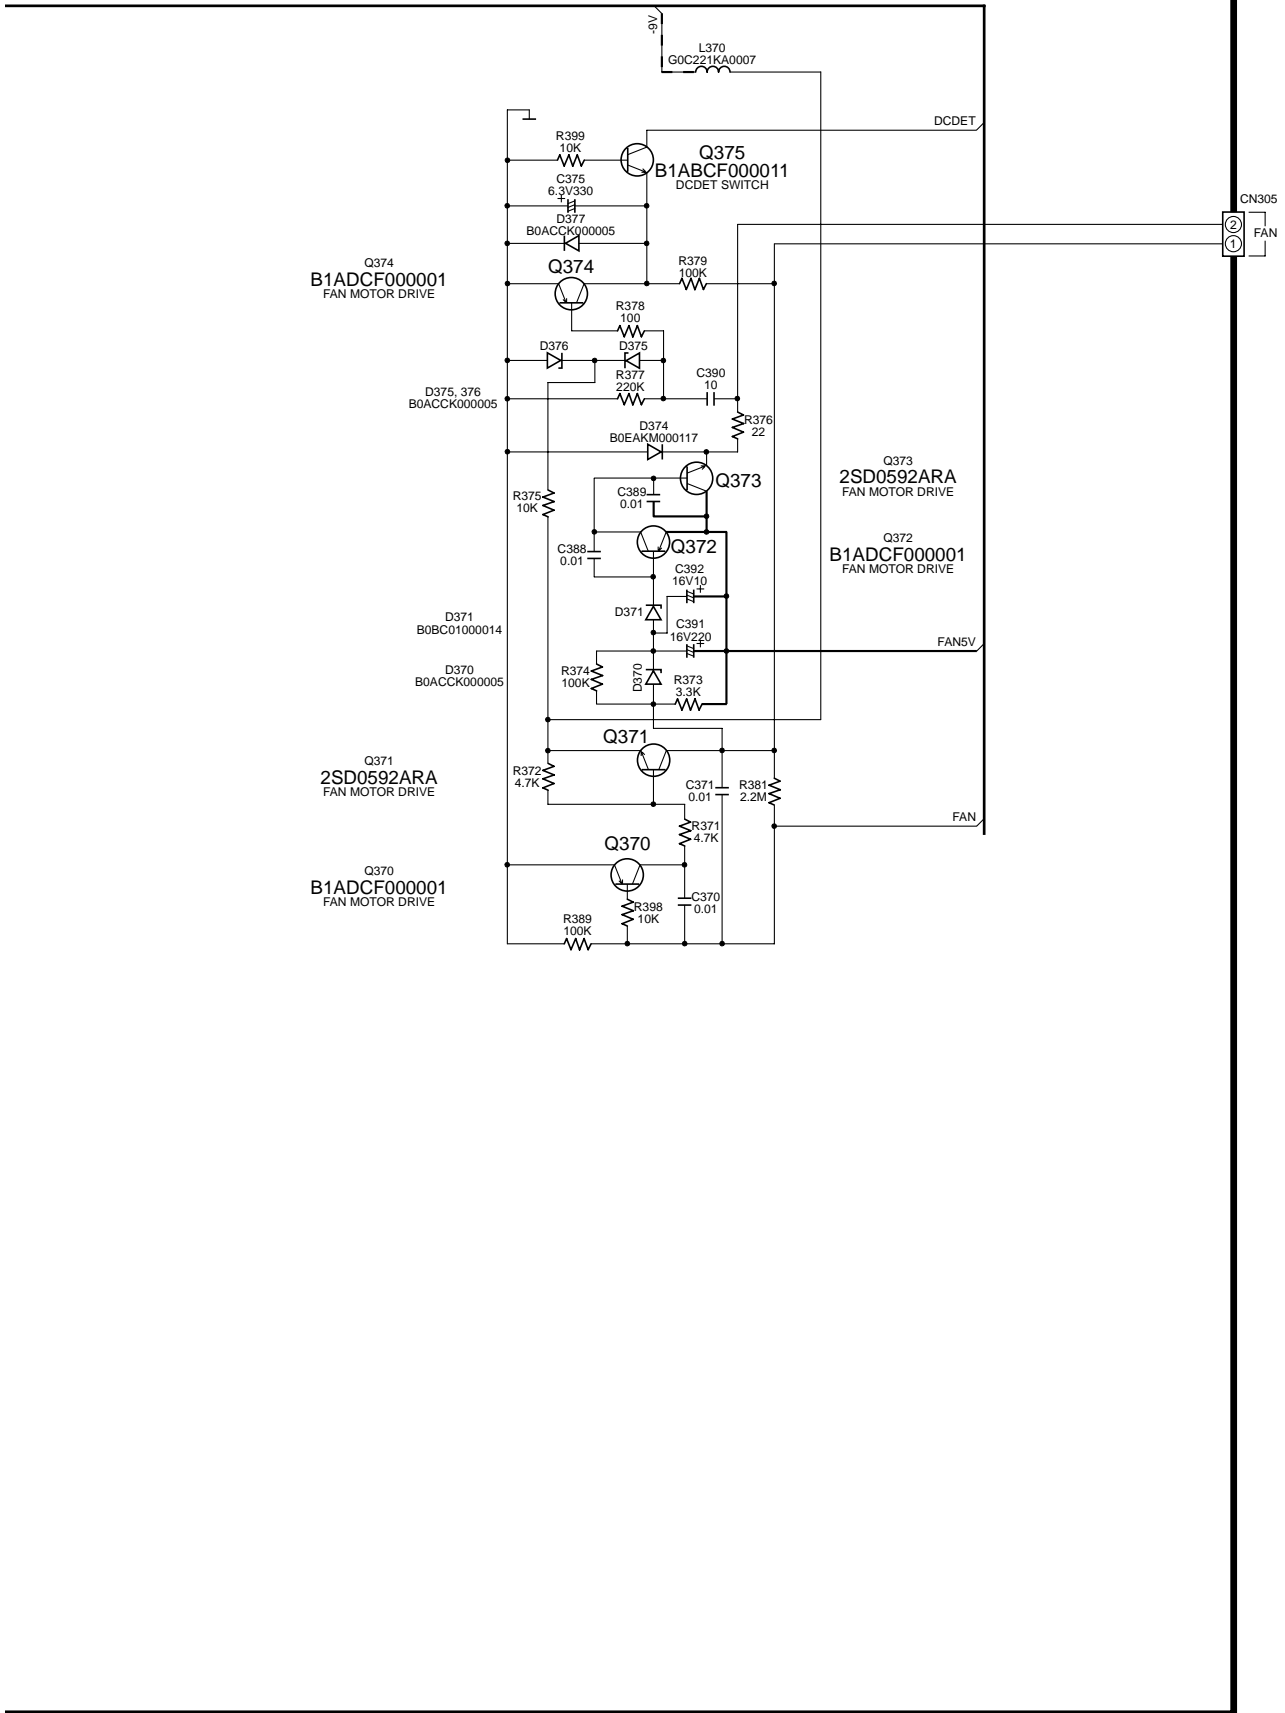 -9V
L370
G0C221KA0007
DCDET
R399
10K
Q375
B1ABCF000011
DCDET SWITCH
C375
6.3V330
+
D377
B0ACCK000005
CN305
2
FAN
1
Q374
B1ADCF000001
FAN MOTOR DRIVE
Q374
R379
100K
R378
100
D376
D375
R377
220K
C390
10
D375, 376
B0ACCK000005
R376
22
D374
B0EAKM000117
Q373
Q373
2SD0592ARA
FAN MOTOR DRIVE
R375
10K
C389
0.01
Q372
B1ADCF000001
FAN MOTOR DRIVE
Q372
C388
0.01
C392
16V10
+
D371
D371
B0BC01000014
C391
16V220
+
FAN5V
D370
B0ACCK000005
R374
100K
D370
R373
3.3K
Q371
Q371
2SD0592ARA
FAN MOTOR DRIVE
R372
4.7K
C371
0.01
R381
2.2M
FAN
R371
4.7K
Q370
Q370
B1ADCF000001
FAN MOTOR DRIVE
R398
10K
C370
0.01
R389
100K